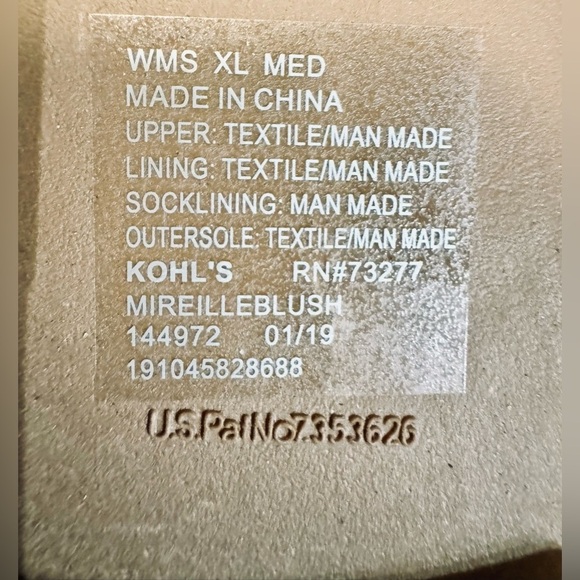 WMS XL MED
MADE IN CHINA
UPPER: TEXTILE/MAN MADE
LINING: TEXTILE/MAN MADE
SOCKLINING: MAN MADE
OUTERSOLE: TEXTILE/MAN MADE
KOHL'S RN#73277
MIREILLEBLUSH
144972 01/19
191045828688
U.S.PatNo7353626